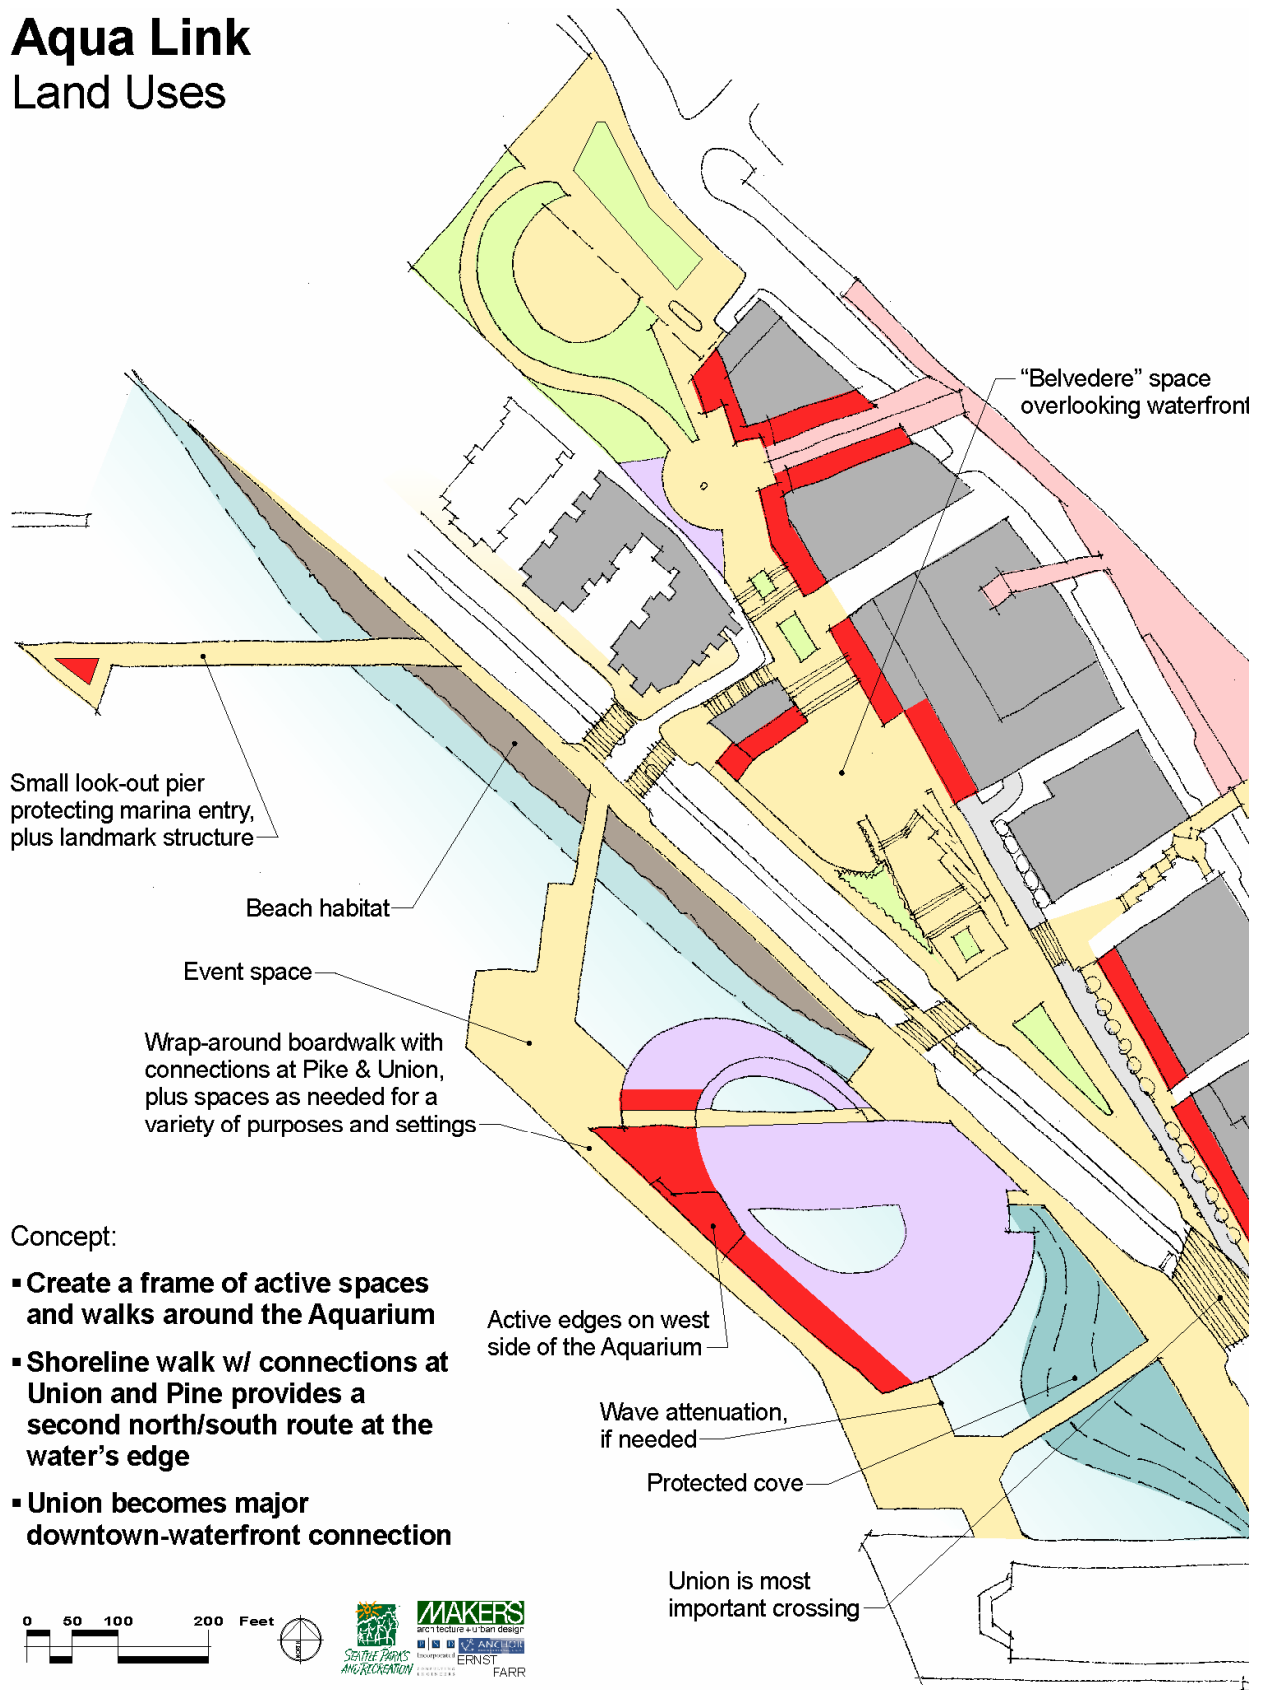 Aqua Link
Land Uses
“Belvedere” space
overlooking waterfront
Small look-out pier
protecting marina entry,
plus landmark structure
Beach habitat
Event space
Wrap-around boardwalk with
connections at Pike & Union,
plus spaces as needed for a
variety of purposes and settings
Concept:
▪ Create a frame of active spaces
and walks around the Aquarium
▪ Shoreline walk w/ connections at
Union and Pine provides a
second north/south route at the
water’s edge
▪ Union becomes major
downtown-waterfront connection
Active edges on west
side of the Aquarium
Wave attenuation,
if needed
Protected cove
Union is most
important crossing
0 50 100 200 Feet
SEATTLE PARKS
AND RECREATION
MAKERS
architecture + urban design
PND
Incorporated
ANCHOR
ERNST
FARR